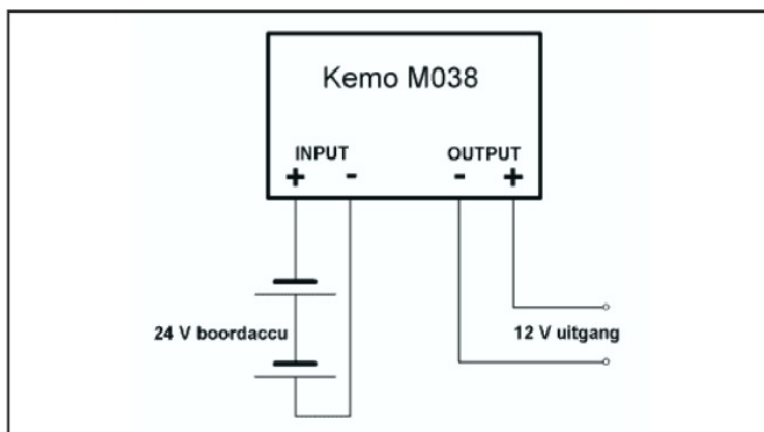 Kemo M038
INPUT OUTPUT
+ - - +
24 V boordaccu 12 V uitgang